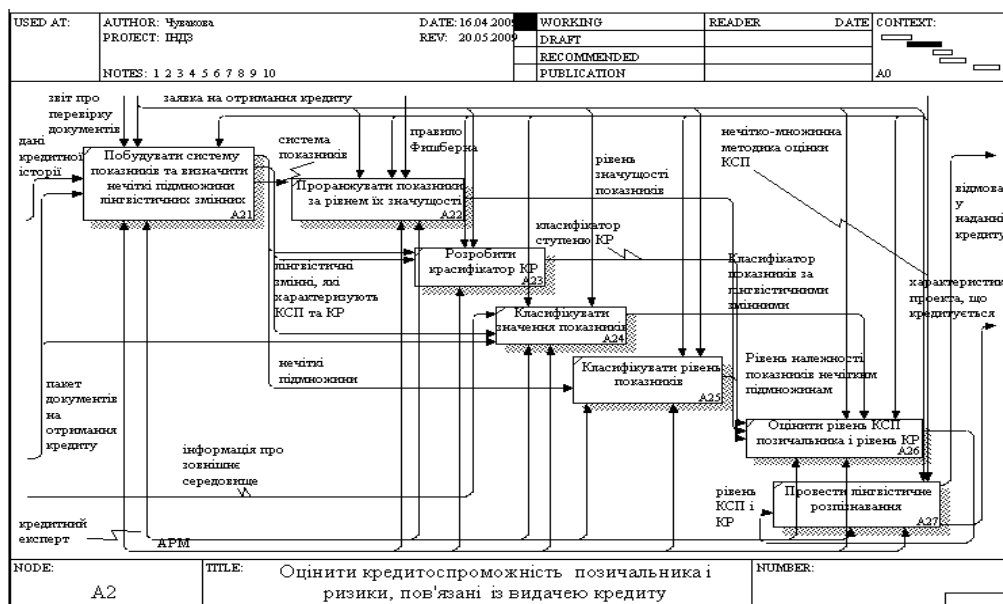 USED AT:
AUTHOR: Чувакова
DATE: 16.04.2009
WORKING
READER
DATE
CONTEXT:
PROJECT: ІНДЗ
REV: 20.05.2009
DRAFT
RECOMMENDED
NOTES: 1 2 3 4 5 6 7 8 9 10
PUBLICATION
A0
звіт про
перевірку
документів
заявка на отримання кредиту
дані
кредитної
історії
система
показників
правило
Фишберна
рівень
значущості
показників
нечітко-множинна
методика оцінки
КСП
відмова
у
наданні
кредиту
Побудувати систему
показників та визначити
нечіткі підмножини
лінгвістичних змінних
A21
Проранжувати показники
за рівнем їх значущості
A22
класифікатор
ступеню КР
Розробити
красифікатор КР
A23
лінгвістичні
змінні, які
характеризують
КСП та КР
Класифікатор
показників за
лінгвістичними
змінними
характеристика
проекта, що
кредитується
Класифікувати
значення показників
A24
нечіткі
підмножини
Класифікувати рівень
показників
A25
Рівень належності
показників нечітким
підмножинам
пакет
документів
на
отримання
кредиту
Оцінити рівень КСП
позичальника і рівень КР
A26
інформація про
зовнішнє
середовище
рівень
КСП і
КР
Провести лінгвістичне
розпізнавання
A27
кредитний
експерт
АРМ
NODE:
A2
TITLE:
Оцінити кредитоспроможність позичальника і
ризики, пов'язані із видачею кредиту
NUMBER: